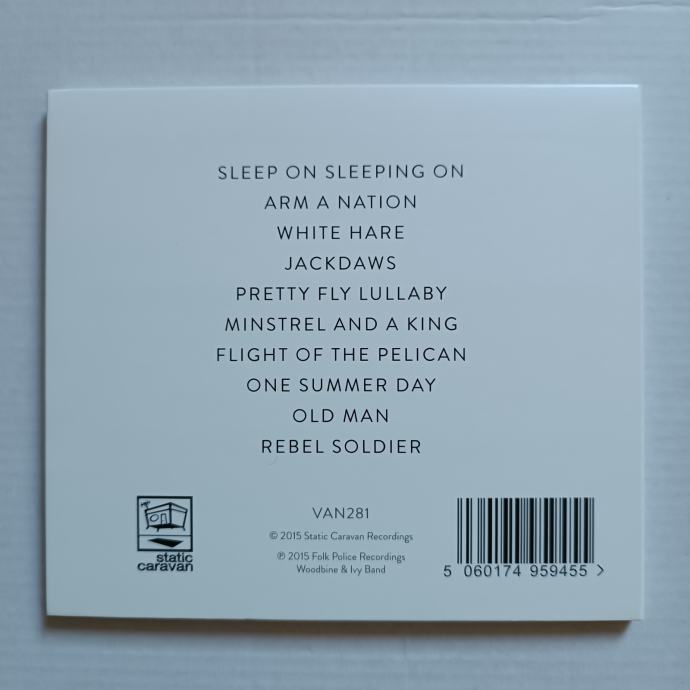 SLEEP ON SLEEPING ON
ARM A NATION
WHITE HARE
JACKDAWS
PRETTY FLY LULLABY
MINSTREL AND A KING
FLIGHT OF THE PELICAN
ONE SUMMER DAY
OLD MAN
REBEL SOLDIER
static
caravan
VAN281
© 2015 Static Caravan Recordings
℗ 2015 Folk Police Recordings
Woodbine & Ivy Band
5 060174 959455 >